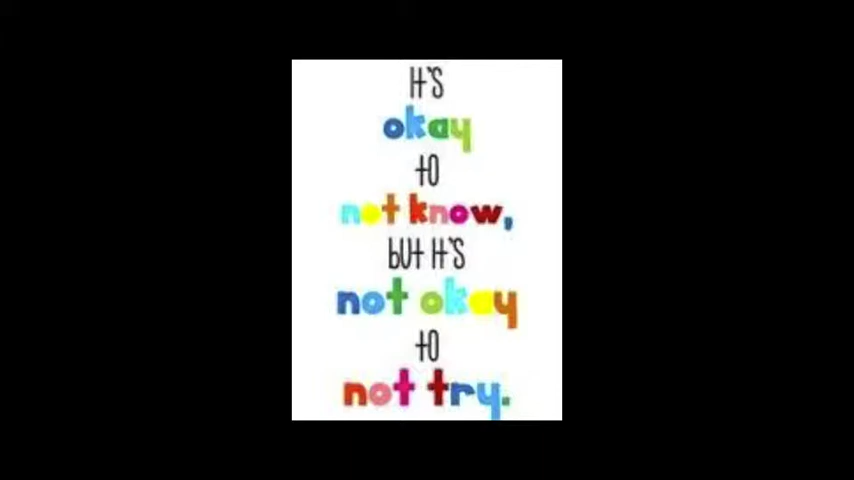 It's
okay
to
not know,
but it's
not okay
to
not try.